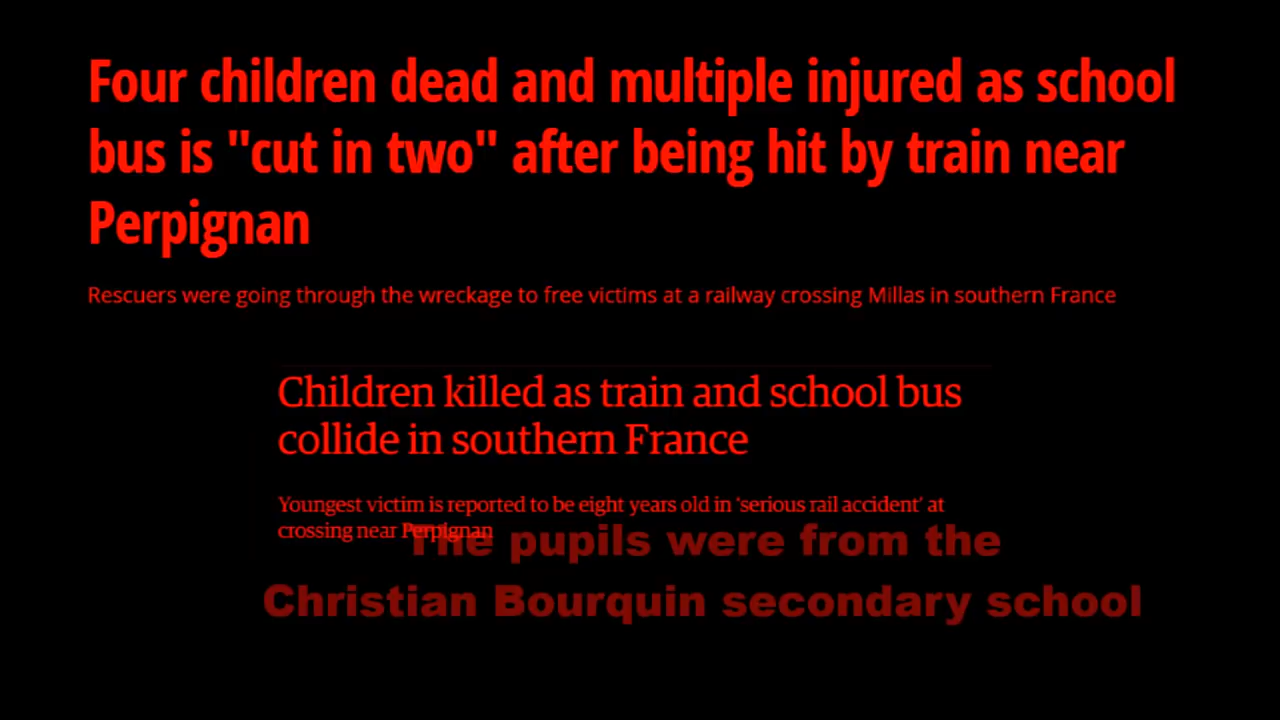 Four children dead and multiple injured as school
bus is "cut in two" after being hit by train near
Perpignan
Rescuers were going through the wreckage to free victims at a railway crossing Millas in southern France
Children killed as train and school bus
collide in southern France
Youngest victim is reported to be eight years old in ‘serious rail accident’ at
crossing near Perpignan
The pupils were from the
Christian Bourquin secondary school